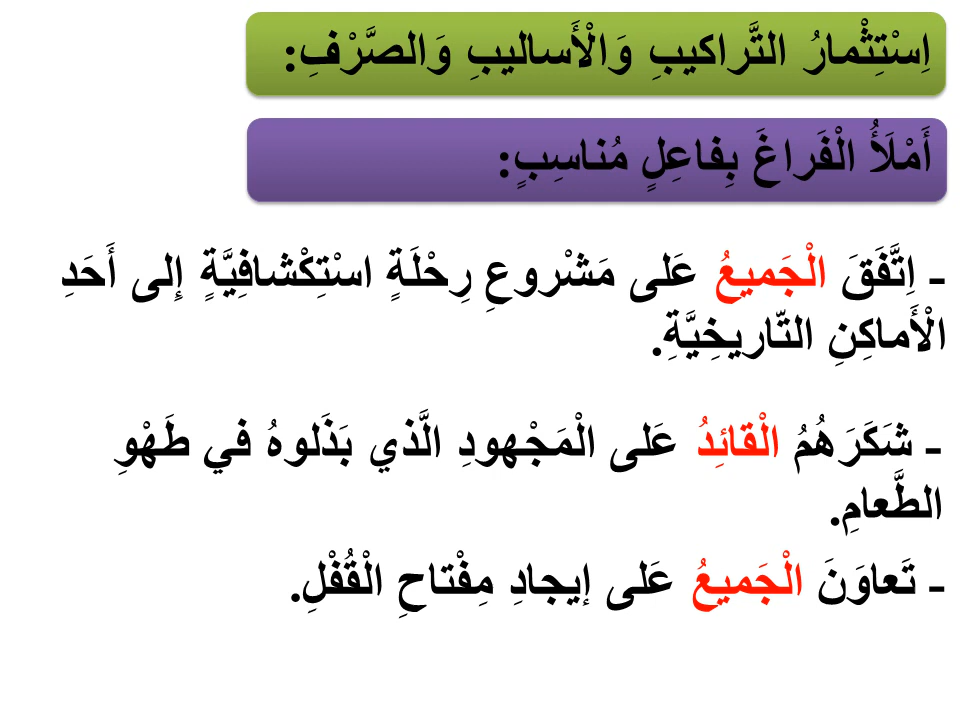 اِسْتِثْمارُ التَّراكيبِ وَالْأَساليبِ وَالصَّرْفِ:
أَمْلَأُ الْفَراغَ بِفاعِلٍ مُناسِبٍ:
- اِتَّفَقَ الْجَميعُ عَلى مَشْروعِ رِحْلَةٍ اسْتِكْشافِيَّةٍ إِلى أَحَدِ
الْأَماكِنِ التّاريخِيَّةِ.
- شَكَرَهُمُ الْقائِدُ عَلى الْمَجْهودِ الَّذي بَذَلوهُ في طَهْوِ
الطَّعامِ.
- تَعاوَنَ الْجَميعُ عَلى إيجادِ مِفْتاحِ الْقُفْلِ.